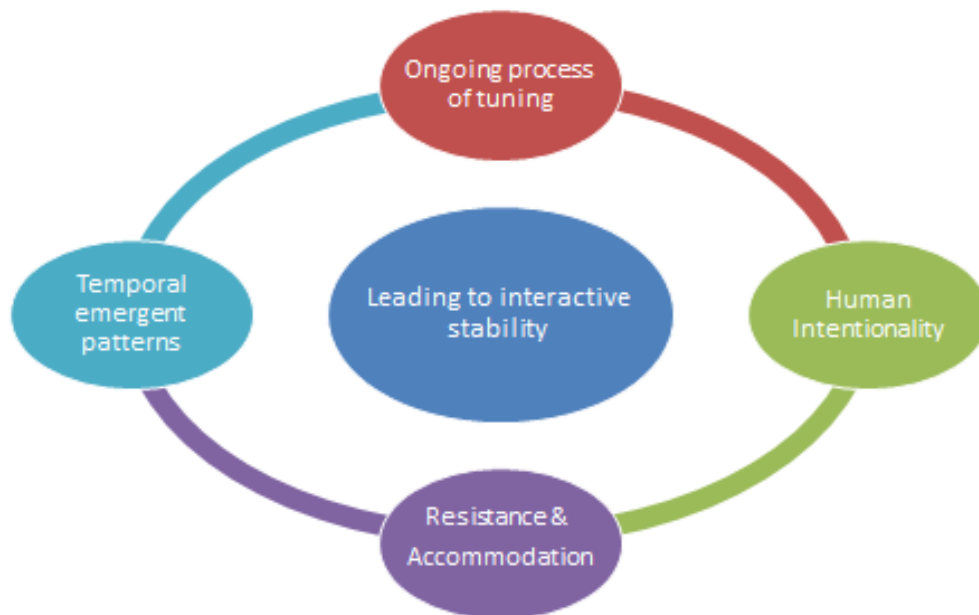 Ongoing process
of tuning
Temporal
emergent
patterns
Leading to interactive
stability
Human
Intentionality
Resistance &
Accommodation